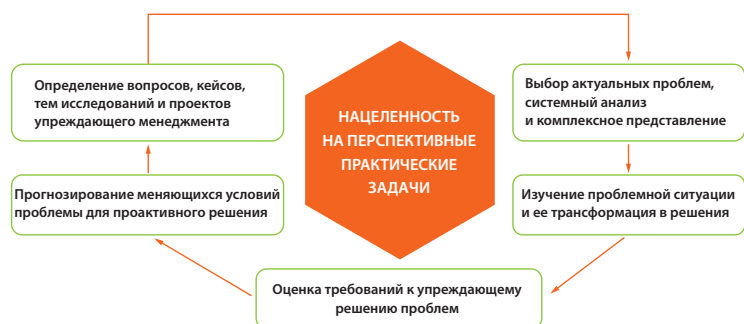 Определение вопросов, кейсов,
тем исследований и проектов
упреждающего менеджмента
НАЦЕЛЕННОСТЬ
НА ПЕРСПЕКТИВНЫЕ
ПРАКТИЧЕСКИЕ
ЗАДАЧИ
Выбор актуальных проблем,
системный анализ
и комплексное представление
Прогнозирование меняющихся условий
проблемы для проактивного решения
Изучение проблемной ситуации
и ее трансформация в решения
Оценка требований к упреждающему
решению проблем